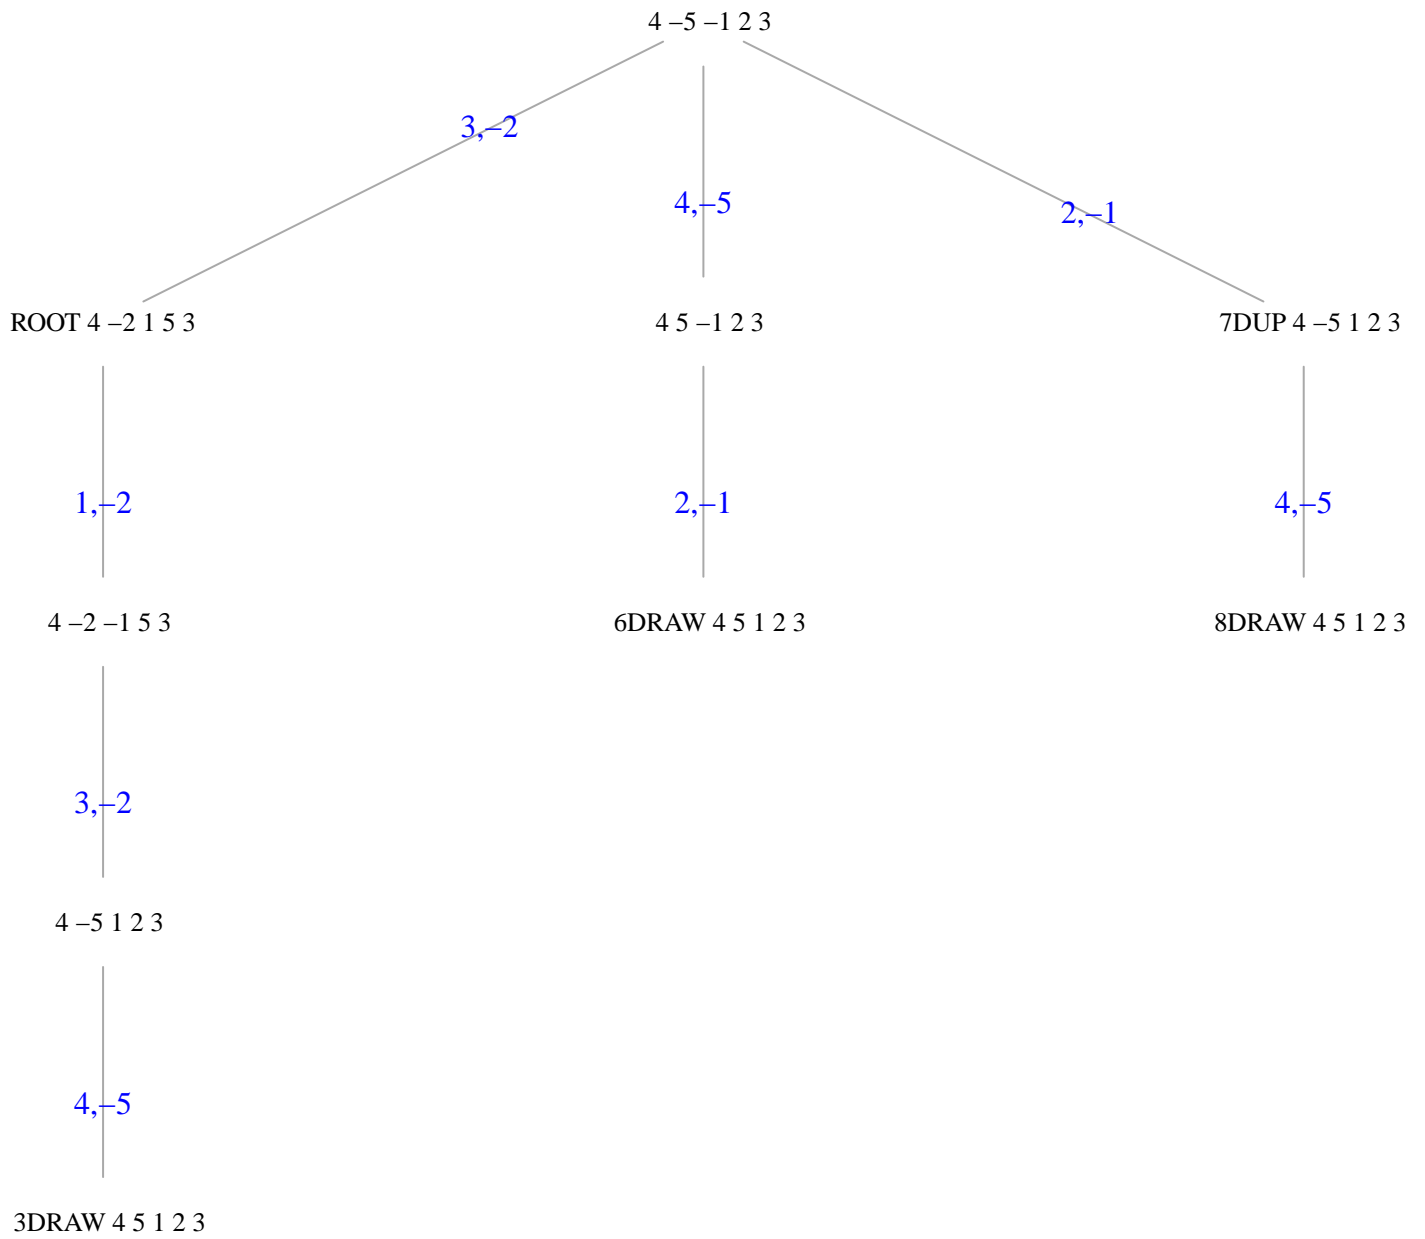 4 –5 –1 2 3
3,–2
4,–5
2,–1
ROOT 4 –2 1 5 3
4 5 –1 2 3
7DUP 4 –5 1 2 3
1,–2
2,–1
4,–5
4 –2 –1 5 3
6DRAW 4 5 1 2 3
8DRAW 4 5 1 2 3
3,–2
4 –5 1 2 3
4,–5
3DRAW 4 5 1 2 3